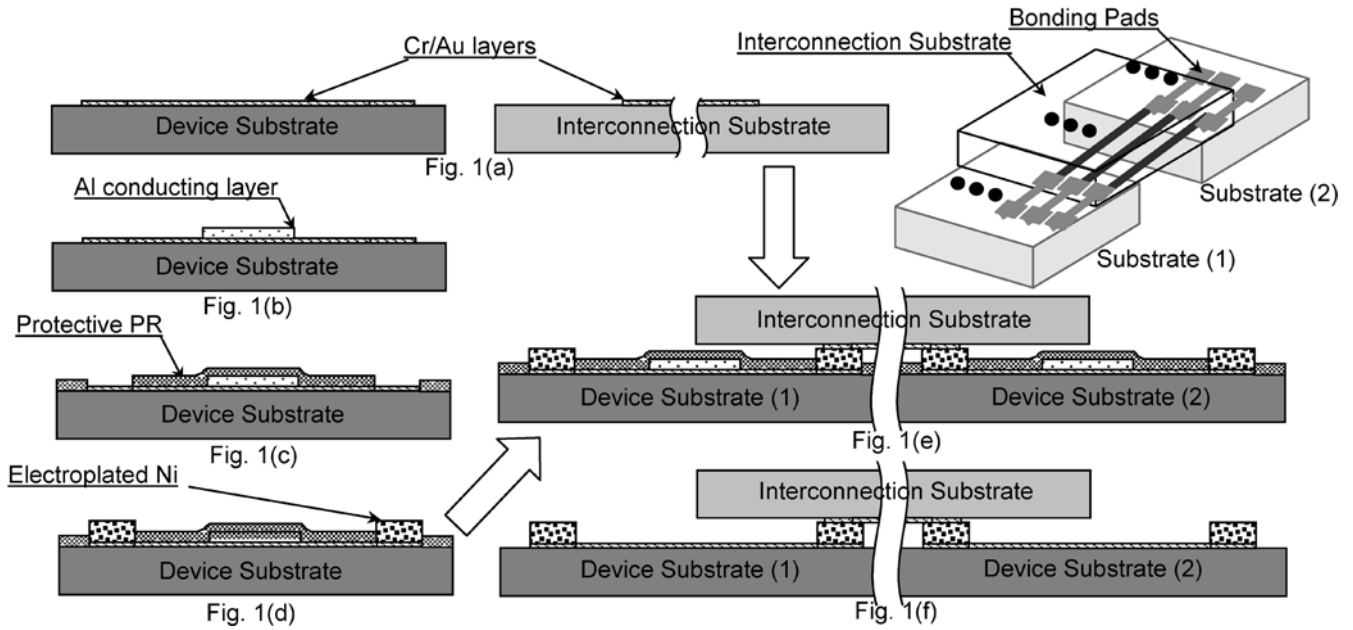 Cr/Au layers
Device Substrate
Interconnection Substrate
Fig. 1(a)
Bonding Pads
Interconnection Substrate
Substrate (2)
Substrate (1)
Al conducting layer
Device Substrate
Fig. 1(b)
Protective PR
Device Substrate
Fig. 1(c)
Electroplated Ni
Device Substrate
Fig. 1(d)
Interconnection Substrate
Device Substrate (1)
Device Substrate (2)
Fig. 1(e)
Interconnection Substrate
Device Substrate (1)
Device Substrate (2)
Fig. 1(f)